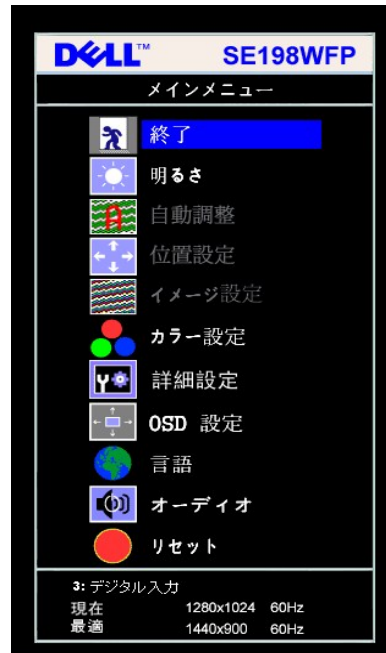 DELL™ SE198WFP
メインメニュー
終了
明るさ
自動調整
位置設定
イメージ設定
カラー設定
詳細設定
OSD 設定
言語
オーディオ
リセット
3: デジタル入力
現在 1280x1024 60Hz
最適 1440x900 60Hz